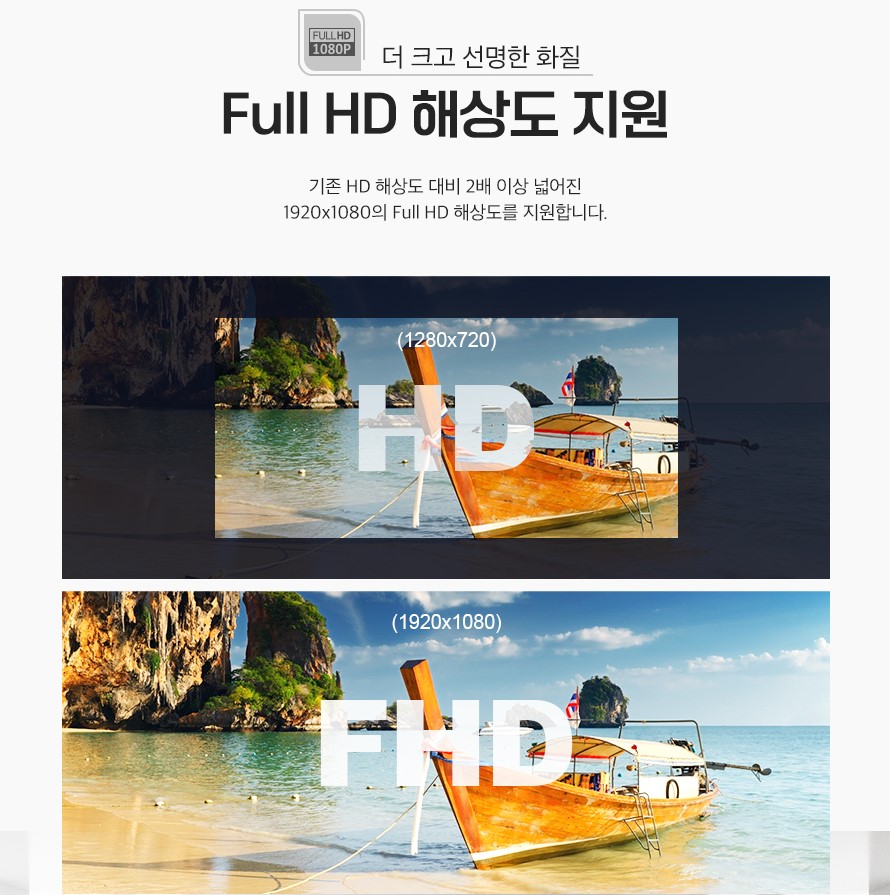 FULL HD
1080P
더 크고 선명한 화질
Full HD 해상도 지원
기존 HD 해상도 대비 2배 이상 넓어진
1920x1080의 Full HD 해상도를 지원합니다.
(1280x720)
HD
(1920x1080)
FHD